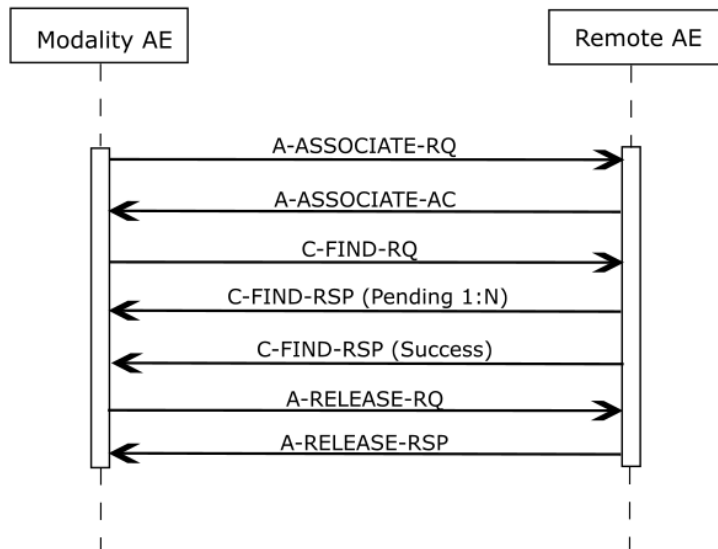 Modality AE
Remote AE
A-ASSOCIATE-RQ
A-ASSOCIATE-AC
C-FIND-RQ
C-FIND-RSP (Pending 1:N)
C-FIND-RSP (Success)
A-RELEASE-RQ
A-RELEASE-RSP